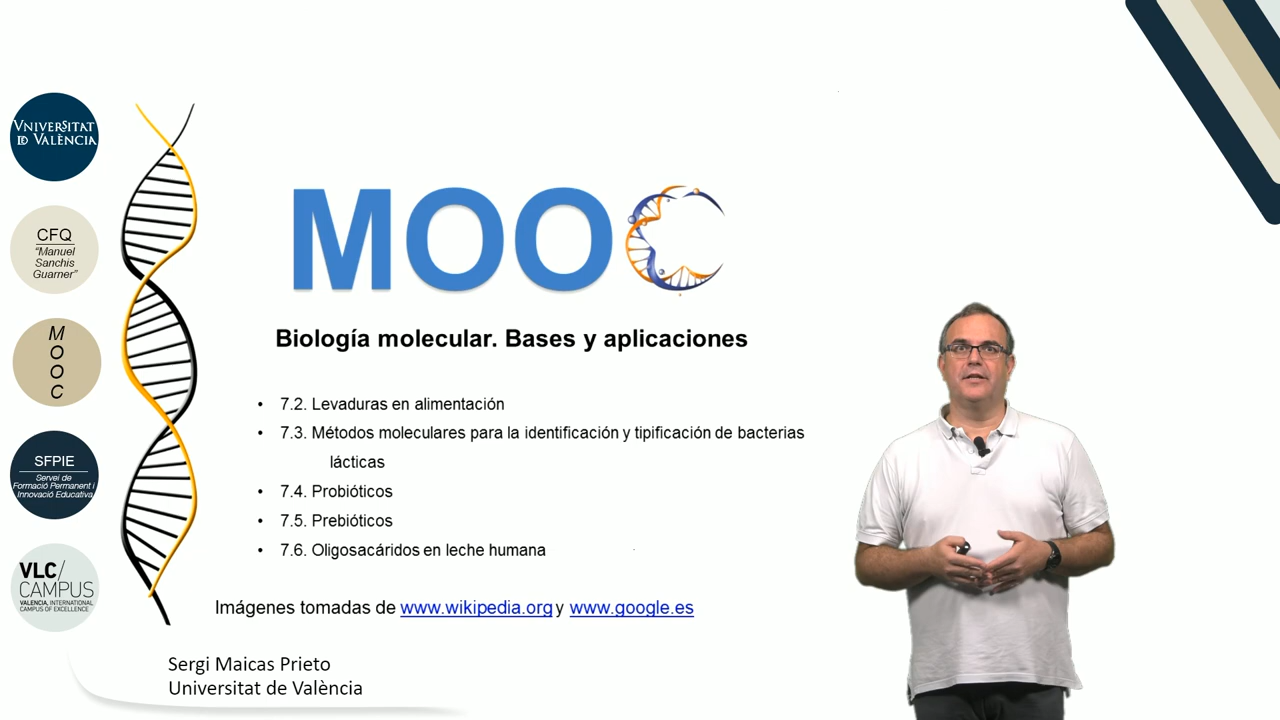 VNIVERSITAT
DE VALÈNCIA
CFQ
"Manuel
Sanchis
Guarner"
M
O
O
C
SFPIE
Servei de
Formació Permanent i
Innovació Educativa
VLC/
CAMPUS
VALENCIA, INTERNATIONAL
CAMPUS OF EXCELLENCE
MOOC
Biología molecular. Bases y aplicaciones
• 7.2. Levaduras en alimentación
• 7.3. Métodos moleculares para la identificación y tipificación de bacterias
lácticas
• 7.4. Probióticos
• 7.5. Prebióticos
• 7.6. Oligosacáridos en leche humana
Imágenes tomadas de www.wikipedia.org y www.google.es
Sergi Maicas Prieto
Universitat de València